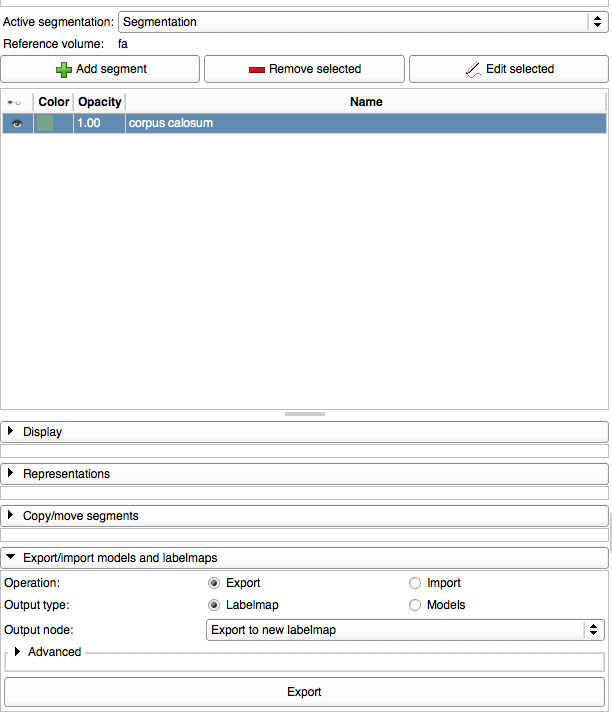 Active segmentation: Segmentation
Reference volume: fa
Add segment Remove selected Edit selected
Color Opacity Name
1.00 corpus calosum
Display
Representations
Copy/move segments
Export/import models and labelmaps
Operation: Export Import
Output type: Labelmap Models
Output node: Export to new labelmap
Advanced
Export